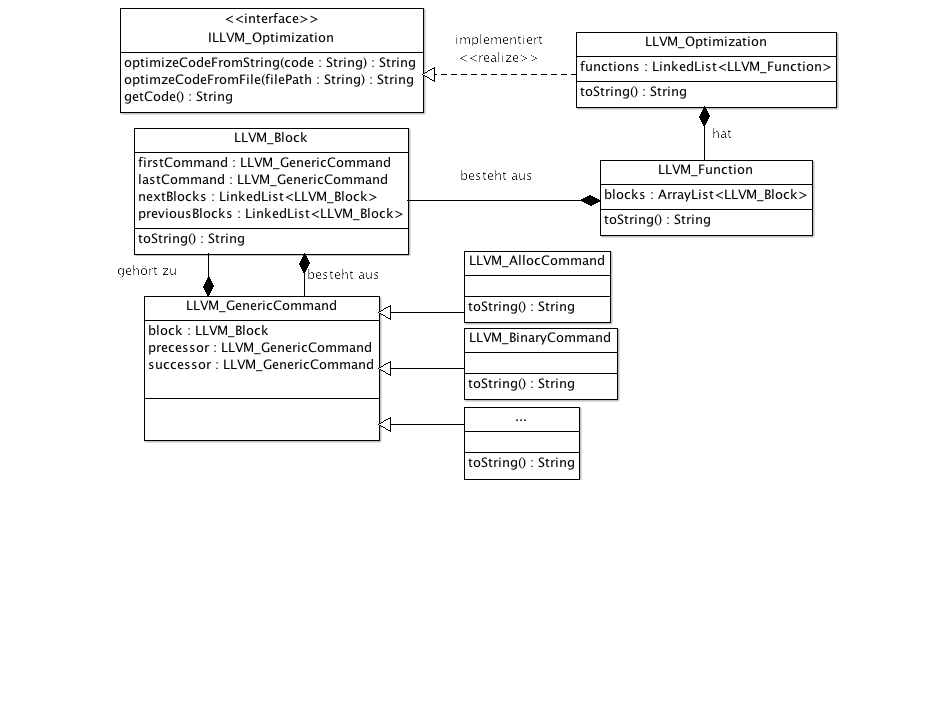 <<interface>>
ILLVM_Optimization
optimizeCodeFromString(code : String) : String
optimzeCodeFromFile(filePath : String) : String
getCode() : String
implementiert
<<realize>>
LLVM_Optimization
functions : LinkedList<LLVM_Function>
toString() : String
hat
LLVM_Block
firstCommand : LLVM_GenericCommand
lastCommand : LLVM_GenericCommand
nextBlocks : LinkedList<LLVM_Block>
previousBlocks : LinkedList<LLVM_Block>
toString() : String
besteht aus
LLVM_Function
blocks : ArrayList<LLVM_Block>
toString() : String
gehört zu
besteht aus
LLVM_GenericCommand
block : LLVM_Block
precessor : LLVM_GenericCommand
successor : LLVM_GenericCommand
LLVM_AllocCommand
toString() : String
LLVM_BinaryCommand
toString() : String
...
toString() : String